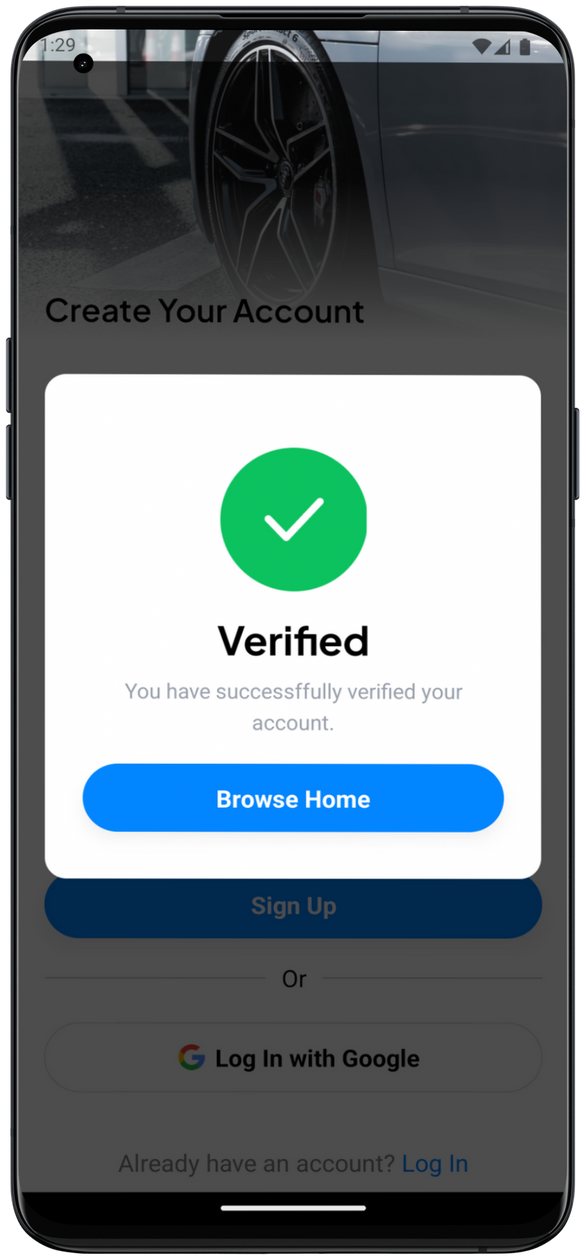 1:29
Create Your Account
Verified
You have successffully verified your
account.
Browse Home
Sign Up
Or
Log In with Google
Already have an account? Log In